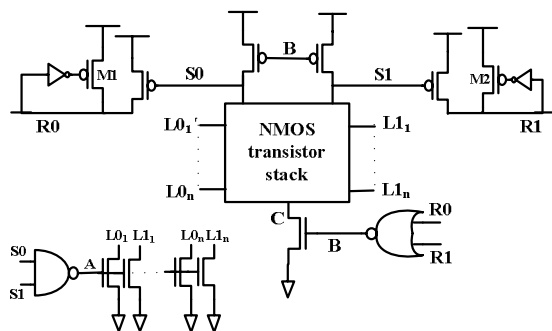 B
M1
S0
S1
M2
R0
R1
L0₁
NMOS
transistor
stack
L1₁
L0ₙ
L1ₙ
C
B
R0
R1
L0₁ L1₁
L0ₙ L1ₙ
S0
A
S1